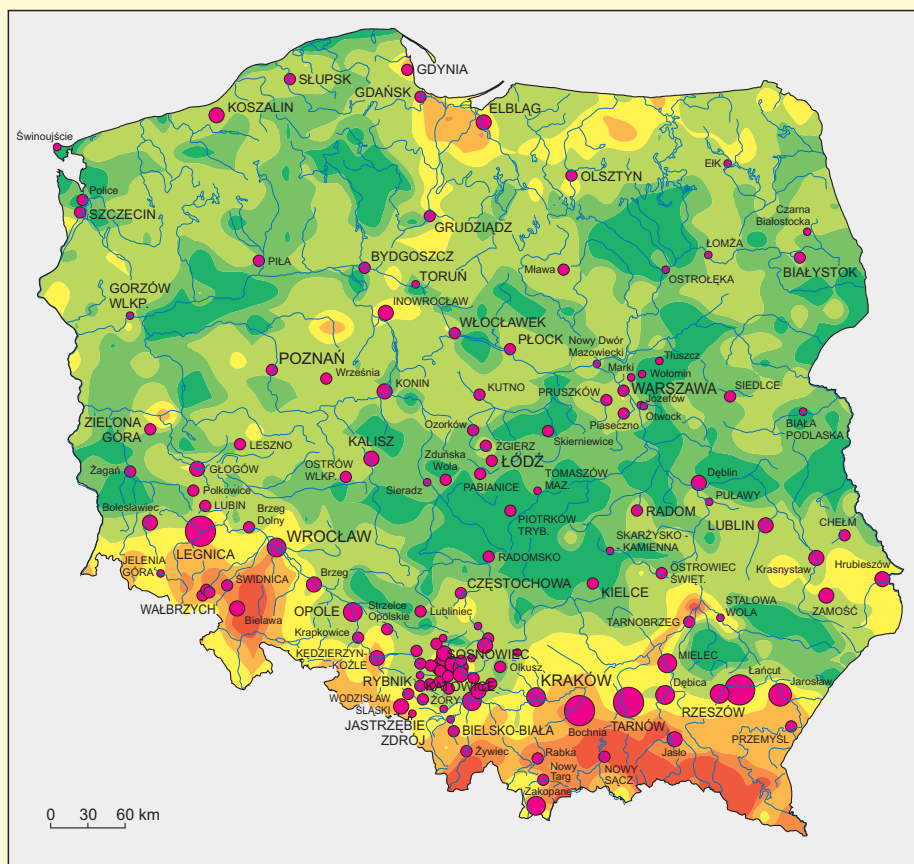 GDYNIA
SŁUPSK
GDAŃSK
KOSZALIN
ELBLĄG
Świnoujście
EŁK
OLSZTYN
Police
SZCZECIN
Czarna
Białostocka
GRUDZIADZ
ŁOMŻA
BYDGOSZCZ
PIŁA
Mława
BIAŁYSTOK
TORUŃ
OSTROŁĘKA
GORZÓW
WLKP.
INOWROCŁAW
WŁOCŁAWEK
PŁOCK
Nowy Dwór
Mazowiecki
Tłuszcz
POZNAŃ
Marki
Wołomin
Września
KONIN
KUTNO
PRUSZKÓW
WARSZAWA
SIEDLCE
Józefów
Otwock
Piaseczno
BIAŁA
PODLASKA
ZIELONA
GÓRA
LESZNO
KALISZ
Ozorków
ZGIERZ
Skierniewice
ŁÓDŹ
Żagań
GŁOGÓW
OSTRÓW
WLKP.
Zduńska
Wola
Sieradz
PABIANICE
TOMASZÓW
MAZ.
Dęblin
Polkowice
LUBIN
PUŁAWY
Bolesławiec
Brzeg
Dolny
PIOTRKÓW
TRYB.
RADOM
LUBLIN
CHEŁM
LEGNICA
WROCŁAW
RADOMSKO
SKARŻYSKO -
- KAMIENNA
Krasnystaw
JELENIA
GÓRA
ŚWIDNICA
Brzeg
CZĘSTOCHOWA
KIELCE
OSTROWIEC
ŚWIĘT.
Hrubieszów
WAŁBRZYCH
Bielawa
OPOLE
Strzelce
Opolskie
Lubliniec
STALOWA
WOLA
ZAMOŚĆ
Krapkowice
TARNOBRZEG
KĘDZIERZYN-
KOŹLE
SOSNOWIEC
Olkusz
MIELEC
RYBNIK
KATOWICE
KRAKÓW
Dębica
Łańcut
Jarosław
WODZISŁAW
ŚLĄSKI
ŻORY
TARNÓW
RZESZÓW
JASTRZĘBIE
ZDRÓJ
BIELSKO-BIAŁA
Bochnia
PRZEMYŚL
Żywiec
Rabka
Jasło
Nowy
Targ
NOWY
SĄCZ
Zakopane
0 30 60 km